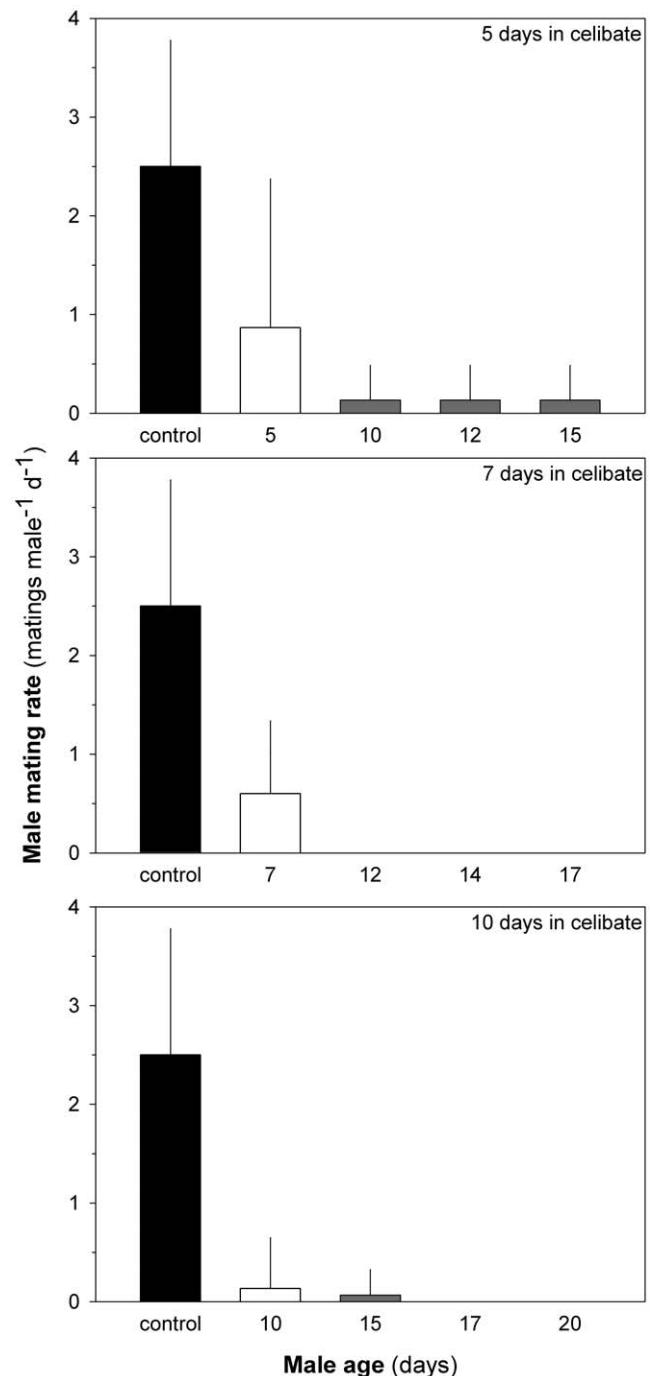 4
5 days in celibate
3
2
1
0
control 5 10 12 15
4
7 days in celibate
3
2
1
0
control 7 12 14 17
4
10 days in celibate
3
2
1
0
control 10 15 17 20
Male mating rate (matings male⁻¹ d⁻¹)
Male age (days)